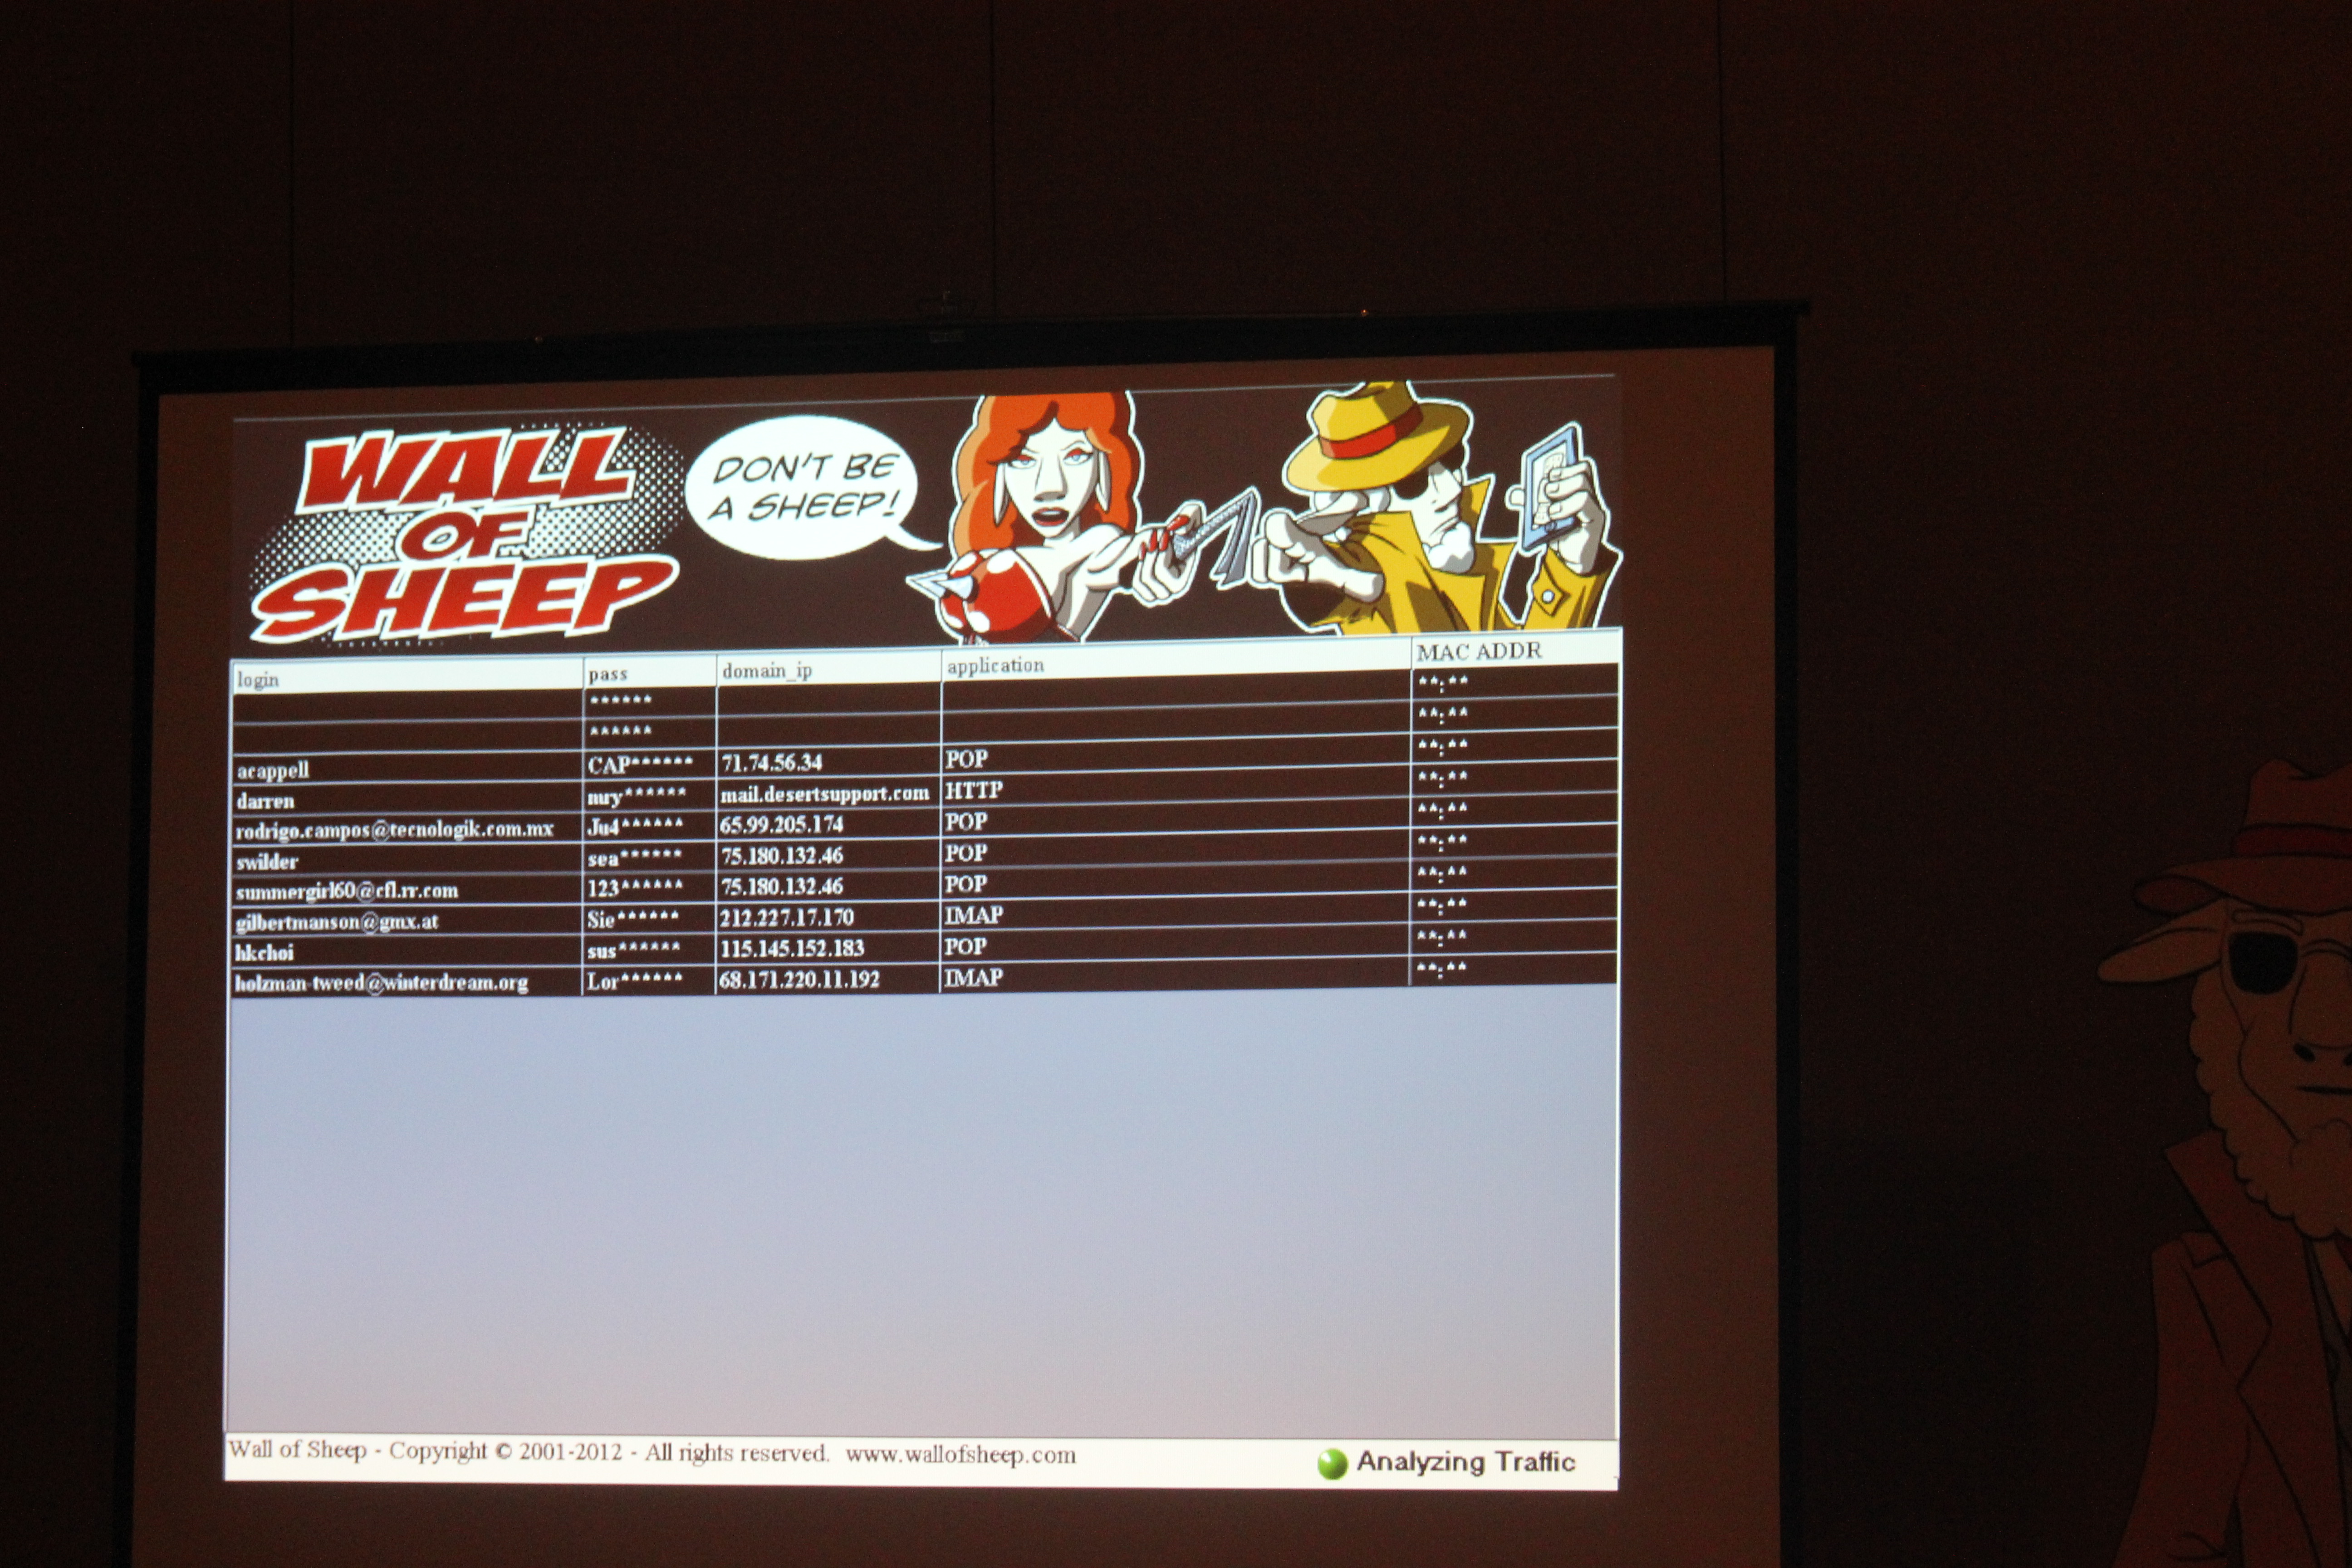 WALL
OF
SHEEP
DON'T BE
A SHEEP!
login pass domain_ip application MAC ADDR
****** **:**
****** **:**
acappell CAP****** 71.74.56.34 POP **:**
darren mry****** mail.desertsupport.com HTTP **:**
rodrigo.campos@tecnologik.com.mx Ju4****** 65.99.205.174 POP **:**
swilder sea****** 75.180.132.46 POP **:**
summergirl60@cfl.rr.com 123****** 75.180.132.46 POP **:**
gilbertmanson@gmx.at Sie****** 212.227.17.170 IMAP **:**
hkchoi sus****** 115.145.152.183 POP **:**
holzman-tweed@winterdream.org Lor****** 68.171.220.11.192 IMAP **:**
Wall of Sheep - Copyright © 2001-2012 - All rights reserved. www.wallofsheep.com
Analyzing Traffic